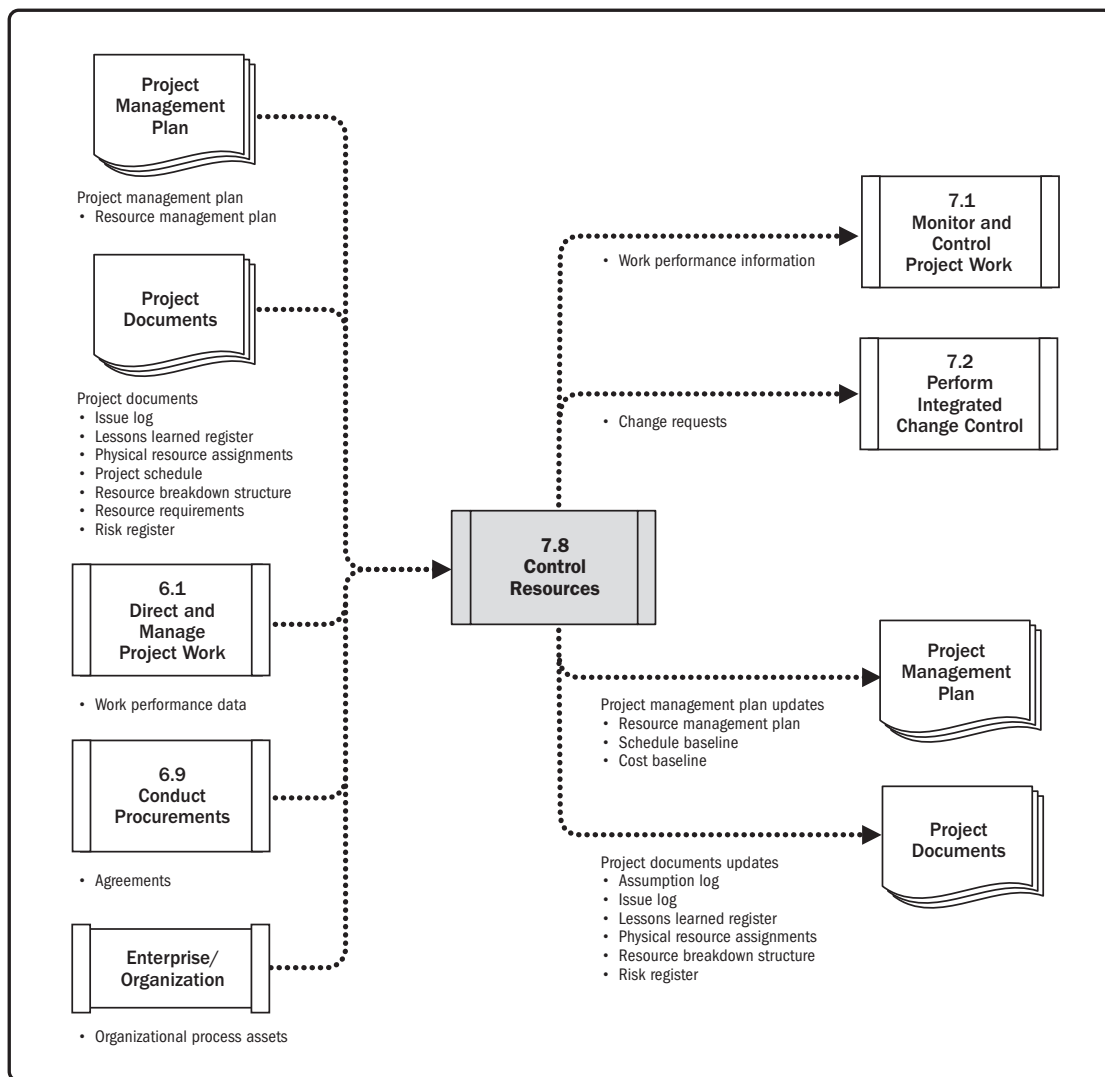 Project
Management
Plan
Project management plan
• Resource management plan
Project
Documents
Project documents
• Issue log
• Lessons learned register
• Physical resource assignments
• Project schedule
• Resource breakdown structure
• Resource requirements
• Risk register
6.1
Direct and
Manage
Project Work
• Work performance data
6.9
Conduct
Procurements
• Agreements
Enterprise/
Organization
• Organizational process assets
7.8
Control
Resources
• Work performance information
7.1
Monitor and
Control
Project Work
• Change requests
7.2
Perform
Integrated
Change Control
Project management plan updates
• Resource management plan
• Schedule baseline
• Cost baseline
Project
Management
Plan
Project documents updates
• Assumption log
• Issue log
• Lessons learned register
• Physical resource assignments
• Resource breakdown structure
• Risk register
Project
Documents